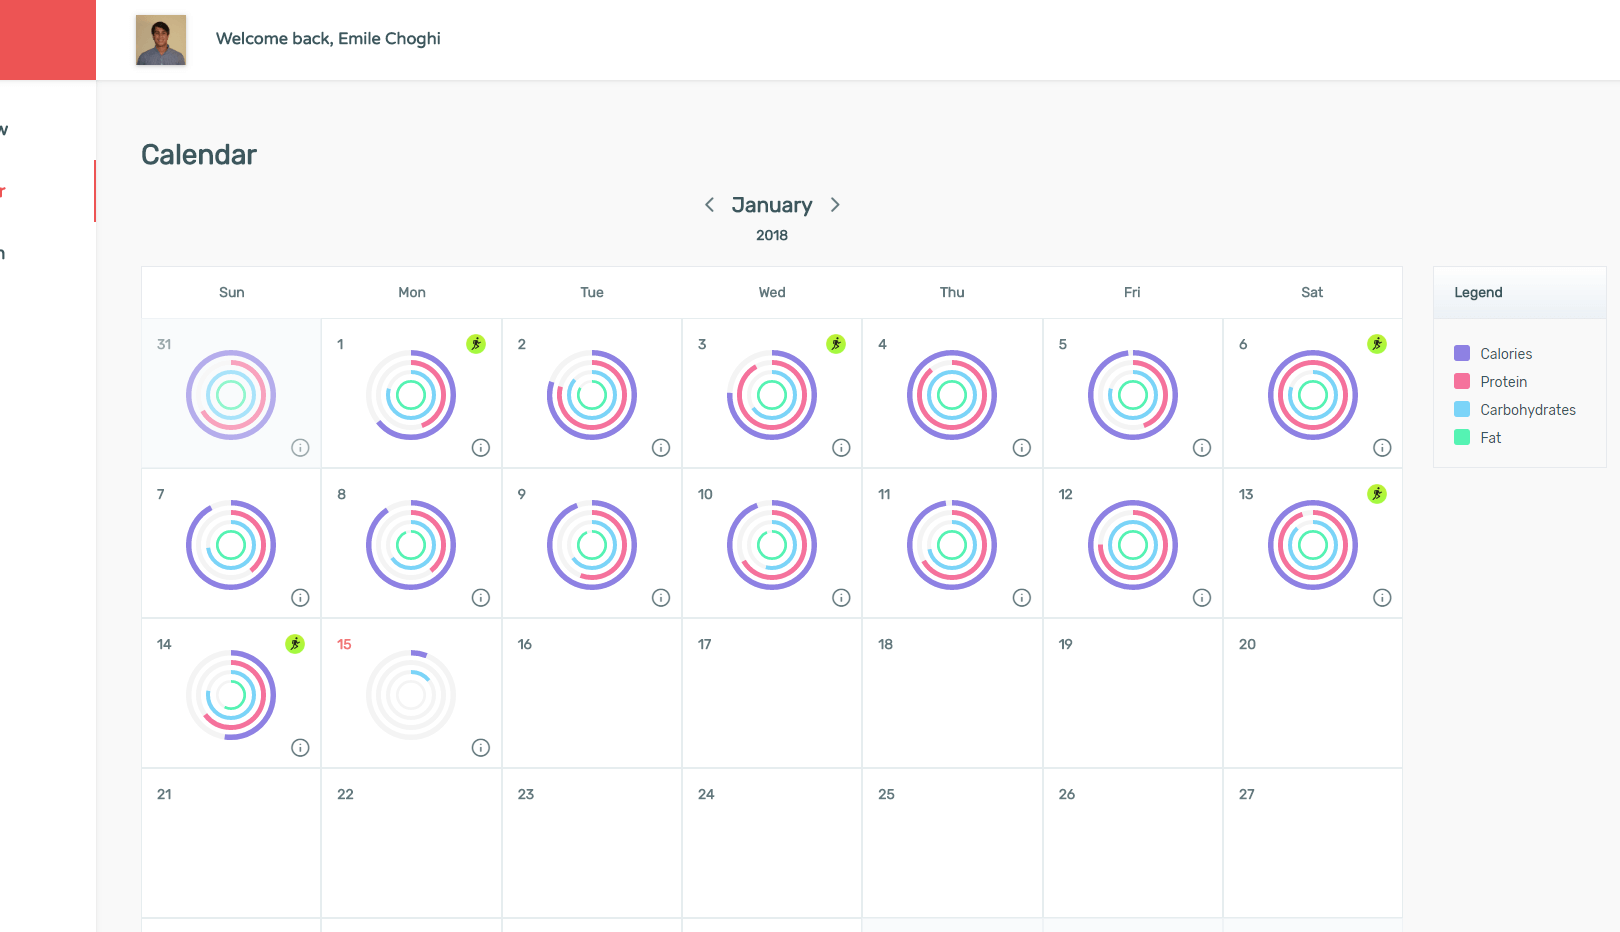 Welcome back, Emile Choghi
w
r
n
Calendar
January
2018
Sun Mon Tue Wed Thu Fri Sat
31 1 2 3 4 5 6
7 8 9 10 11 12 13
14 15 16 17 18 19 20
21 22 23 24 25 26 27
Legend
Calories
Protein
Carbohydrates
Fat